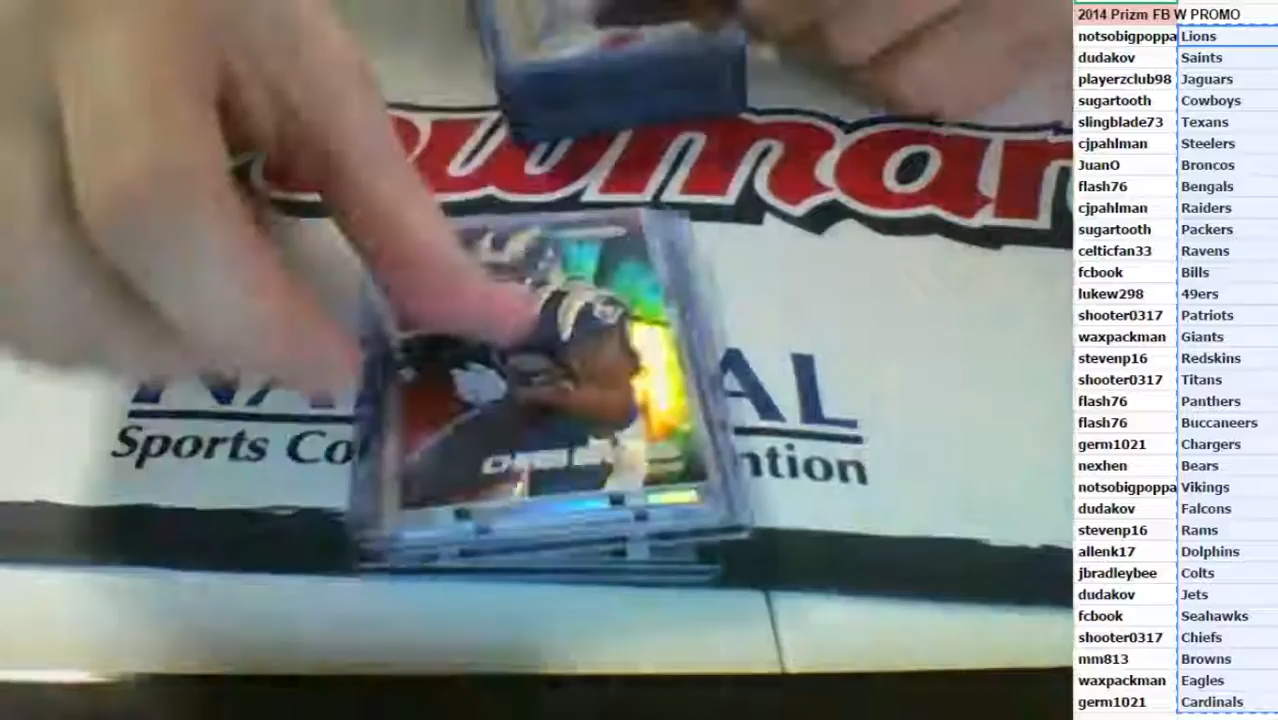 2014 Prizm FB W PROMO
notsobigpoppa Lions
dudakov Saints
playerzclub98 Jaguars
sugartooth Cowboys
slingblade73 Texans
cjpahlman Steelers
JuanO Broncos
flash76 Bengals
cjpahlman Raiders
sugartooth Packers
celticfan33 Ravens
fcbook Bills
lukew298 49ers
shooter0317 Patriots
waxpackman Giants
stevenp16 Redskins
shooter0317 Titans
flash76 Panthers
flash76 Buccaneers
germ1021 Chargers
nexhen Bears
notsobigpoppa Vikings
dudakov Falcons
stevenp16 Rams
allenk17 Dolphins
jbradleybee Colts
dudakov Jets
fcbook Seahawks
shooter0317 Chiefs
mm813 Browns
waxpackman Eagles
germ1021 Cardinals
owman
NA AL
Sports Co ntion